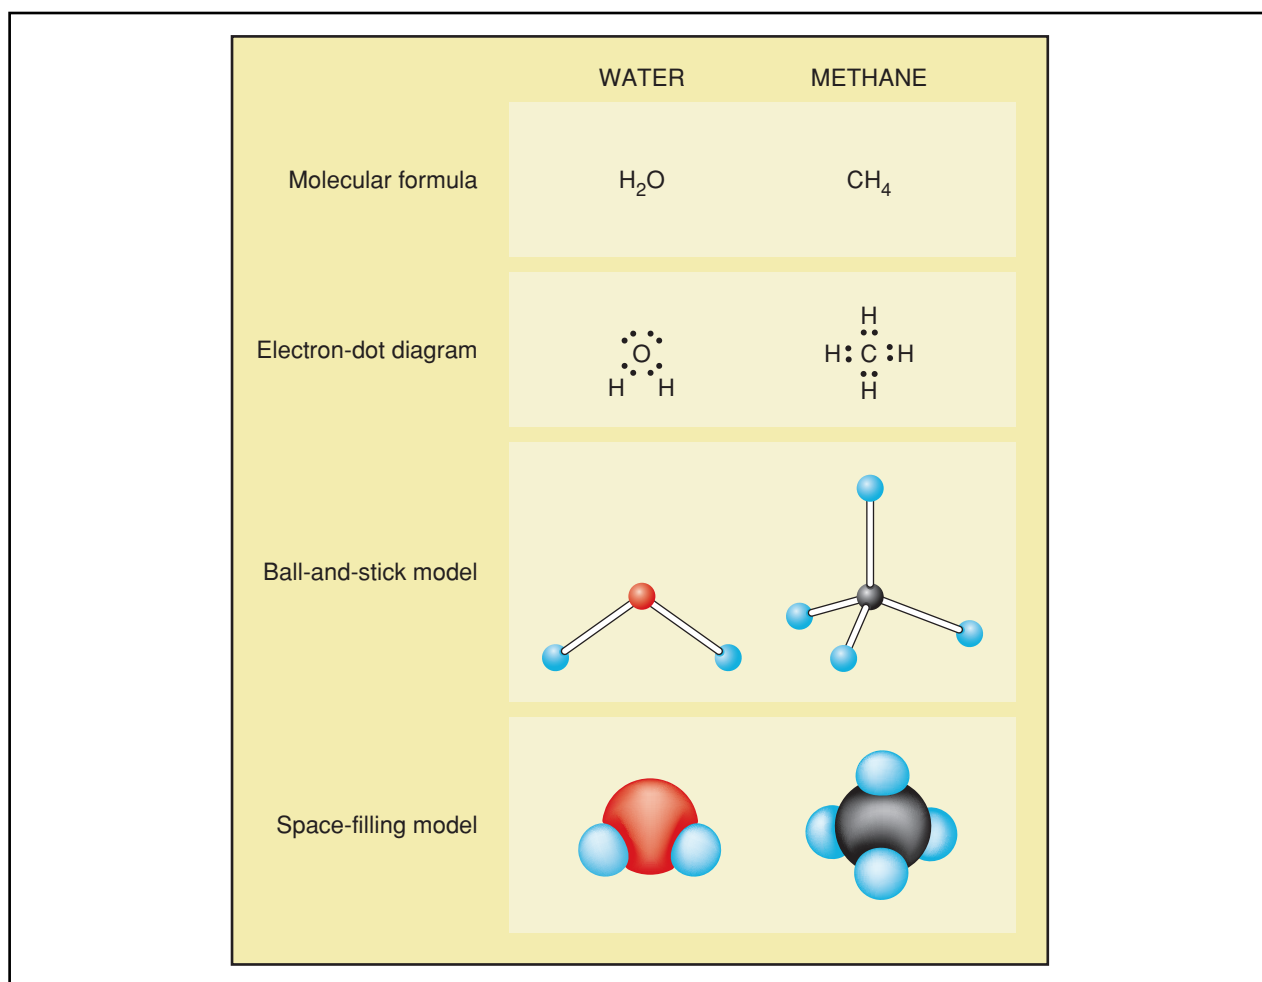 WATER METHANE
Molecular formula H₂O CH₄
H
Electron-dot diagram O H C H
H H H
Ball-and-stick model
Space-filling model